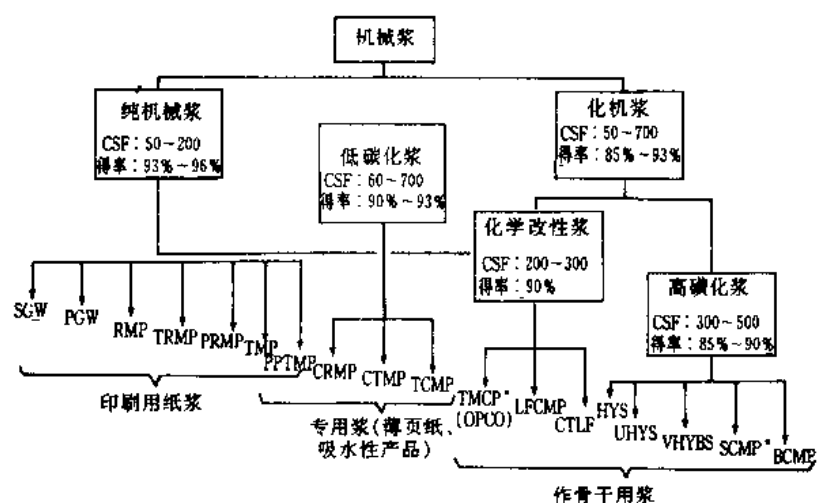 机械浆
纯机械浆
CSF：50～200
得率：93%～96%
化机浆
CSF：50～700
得率：85%～93%
低磺化浆
CSF：60～700
得率：90%～93%
化学改性浆
CSF：200～300
得率：90%
高磺化浆
CSF：300～500
得率：85%～90%
SGW
PGW
RMP
TRMP
PRMP
TMP
PPTMP
CRMP
CTMP
TCMP
TMCP*
(OPCO)
LFCMP
CTLF
HYS
UHYS
VHYBS
SCMP*
BCMP
印刷用纸浆
专用浆(薄页纸、
吸水性产品)
作骨干用浆